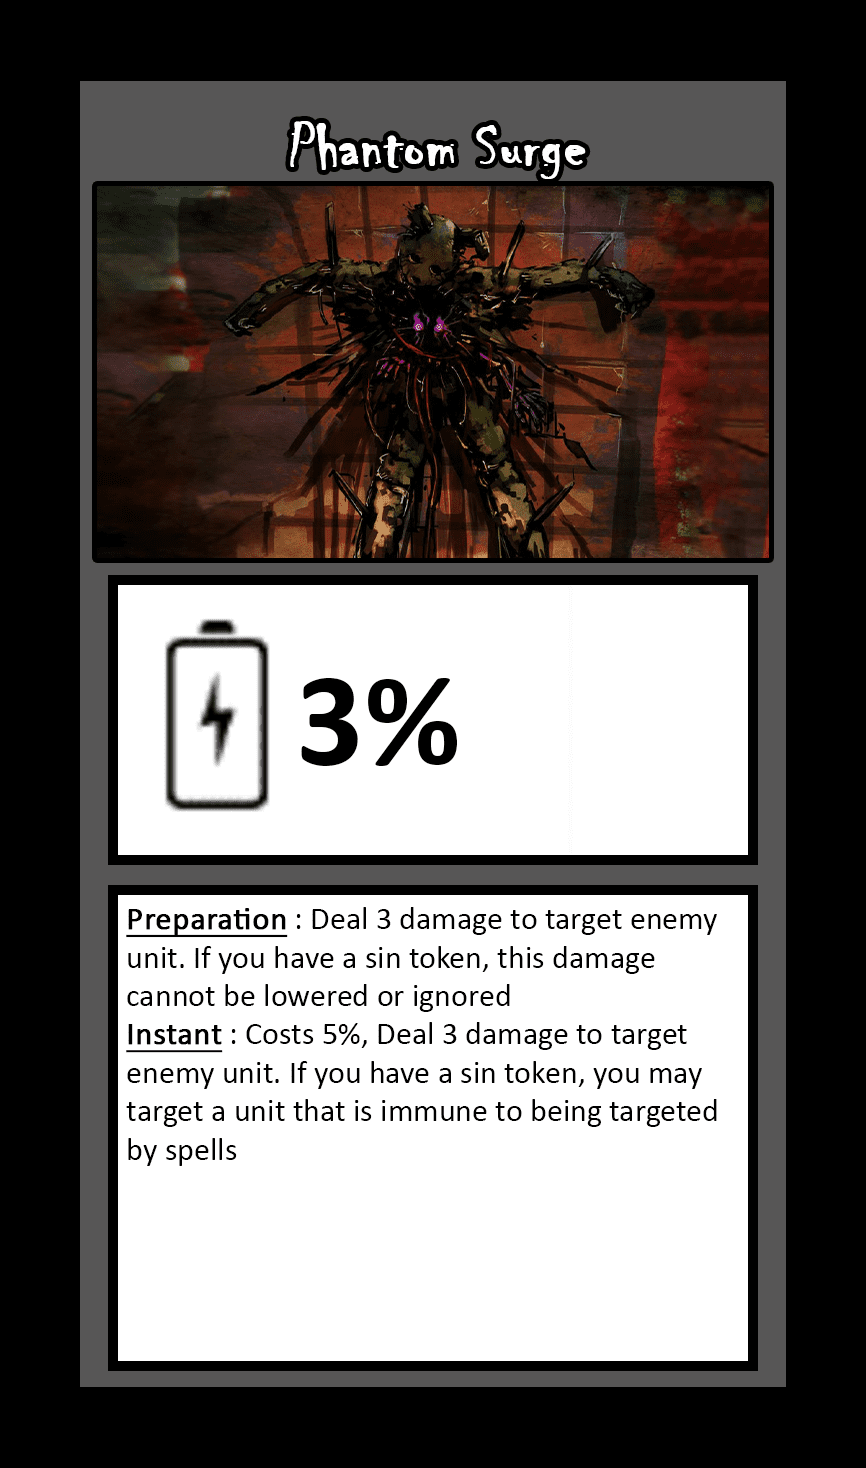 Phantom Surge
3%
Preparation : Deal 3 damage to target enemy
unit. If you have a sin token, this damage
cannot be lowered or ignored
Instant : Costs 5%, Deal 3 damage to target
enemy unit. If you have a sin token, you may
target a unit that is immune to being targeted
by spells